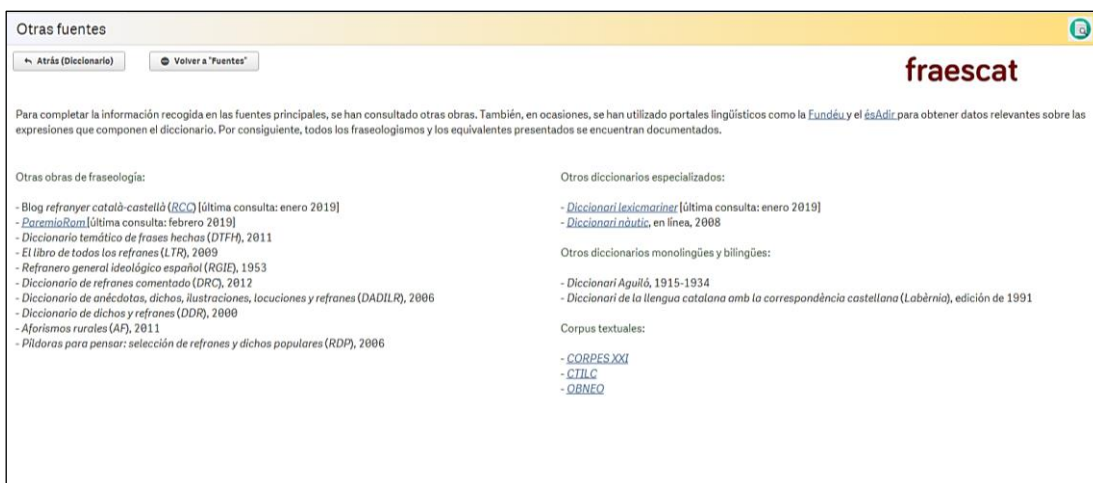 Otras fuentes
Atrás (Diccionario)
Volver a "Fuentes"
fraescat
Para completar la información recogida en las fuentes principales, se han consultado otras obras. También, en ocasiones, se han utilizado portales lingüísticos como la Fundéu y el ésAdir para obtener datos relevantes sobre las
expresiones que componen el diccionario. Por consiguiente, todos los fraseologismos y los equivalentes presentados se encuentran documentados.
Otras obras de fraseología:
- Blog refranyer català-castellà (RCC) [última consulta: enero 2019]
- ParemioRom [última consulta: febrero 2019]
- Diccionario temático de frases hechas (DTFH), 2011
- El libro de todos los refranes (LTR), 2009
- Refranero general ideológico español (RGIE), 1953
- Diccionario de refranes comentado (DRC), 2012
- Diccionario de anécdotas, dichos, ilustraciones, locuciones y refranes (DADILR), 2006
- Diccionario de dichos y refranes (DDR), 2000
- Aforismos rurales (AF), 2011
- Píldoras para pensar: selección de refranes y dichos populares (RDP), 2006
Otros diccionarios especializados:
- Diccionari lexicmariner [última consulta: enero 2019]
- Diccionari nàutic, en línea, 2008
Otros diccionarios monolingües y bilingües:
- Diccionari Aguiló, 1915-1934
- Diccionari de la llengua catalana amb la correspondència castellana (Labèrnia), edición de 1991
Corpus textuales:
- CORPES XXI
- CTILC
- OBNEO